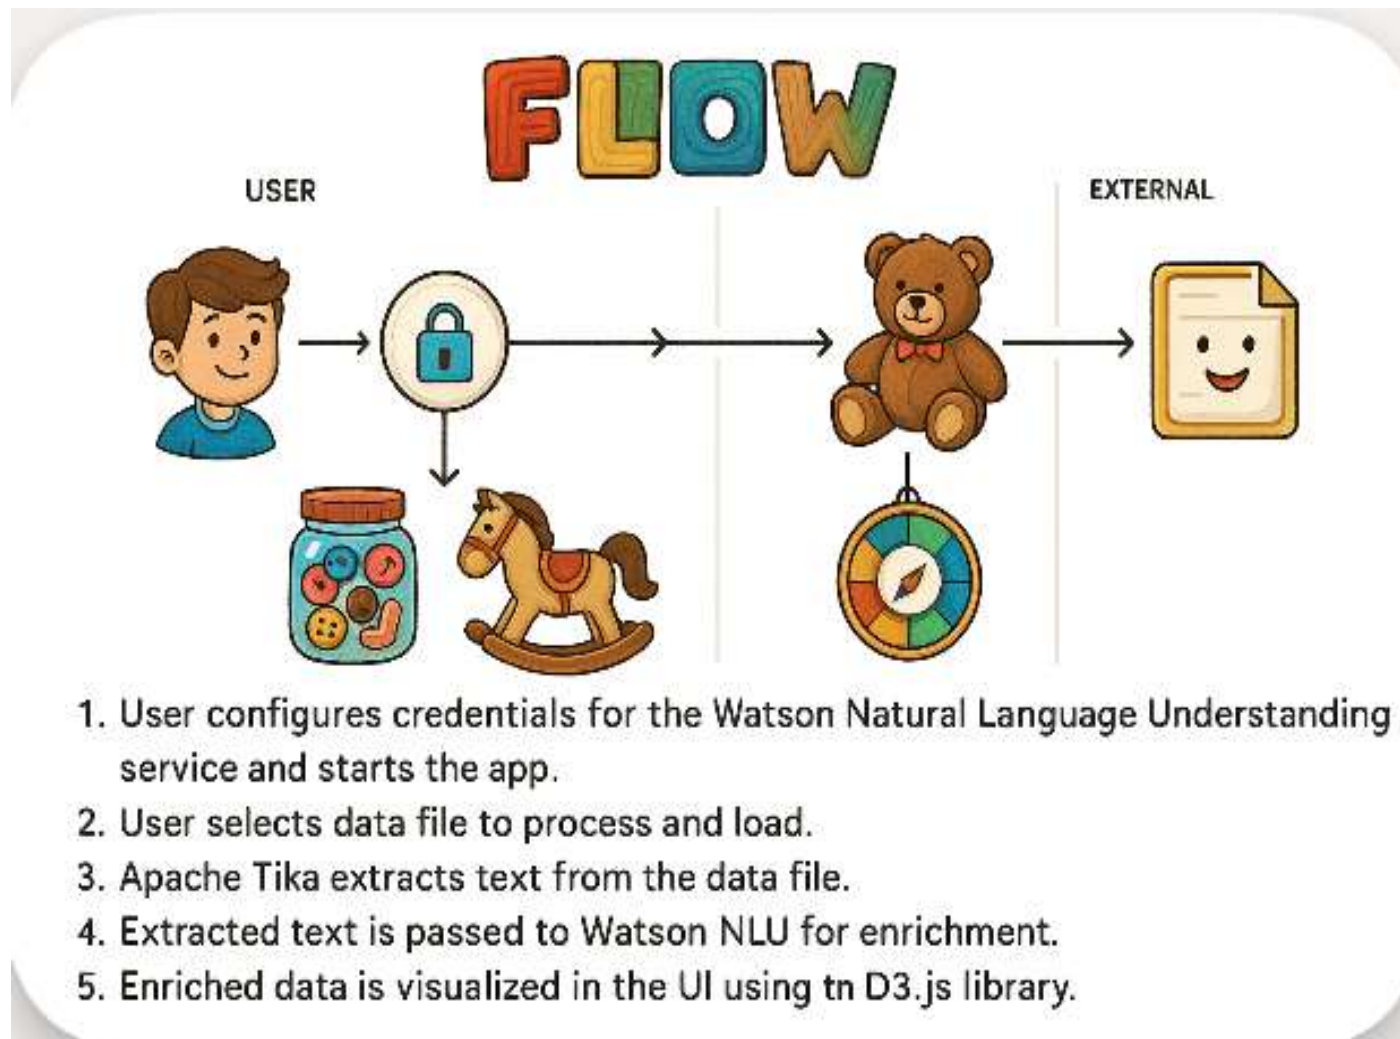 FLOW
USER
EXTERNAL
1. User configures credentials for the Watson Natural Language Understanding
service and starts the app.
2. User selects data file to process and load.
3. Apache Tika extracts text from the data file.
4. Extracted text is passed to Watson NLU for enrichment.
5. Enriched data is visualized in the UI using tn D3.js library.